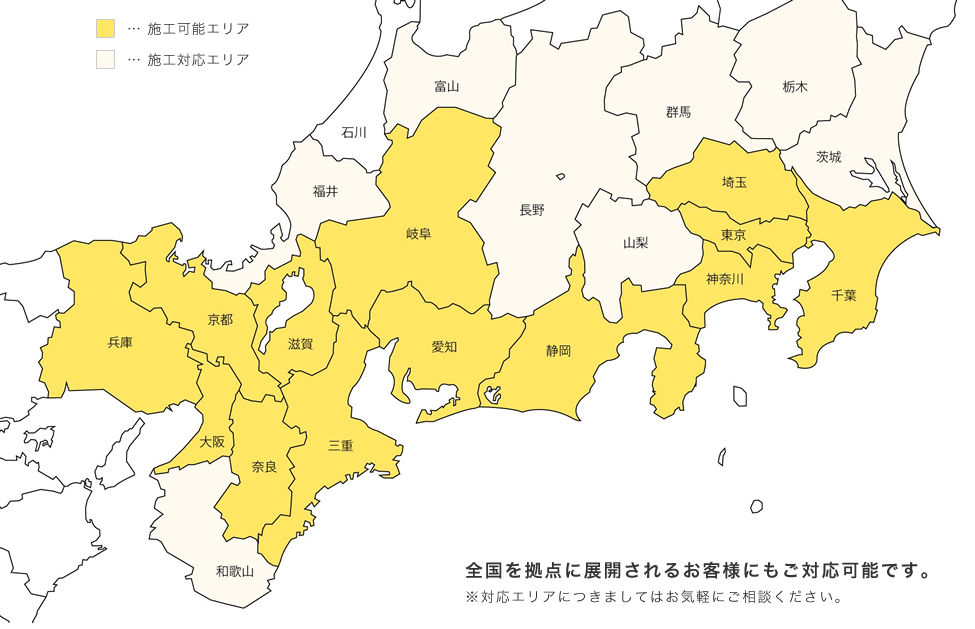 … 施工可能エリア
… 施工対応エリア
富山
栃木
群馬
石川
茨城
埼玉
福井
長野
岐阜
東京
山梨
神奈川
千葉
京都
兵庫
滋賀
愛知
静岡
大阪
三重
奈良
和歌山
全国を拠点に展開されるお客様にもご対応可能です。
※対応エリアにつきましてはお気軽にご相談ください。